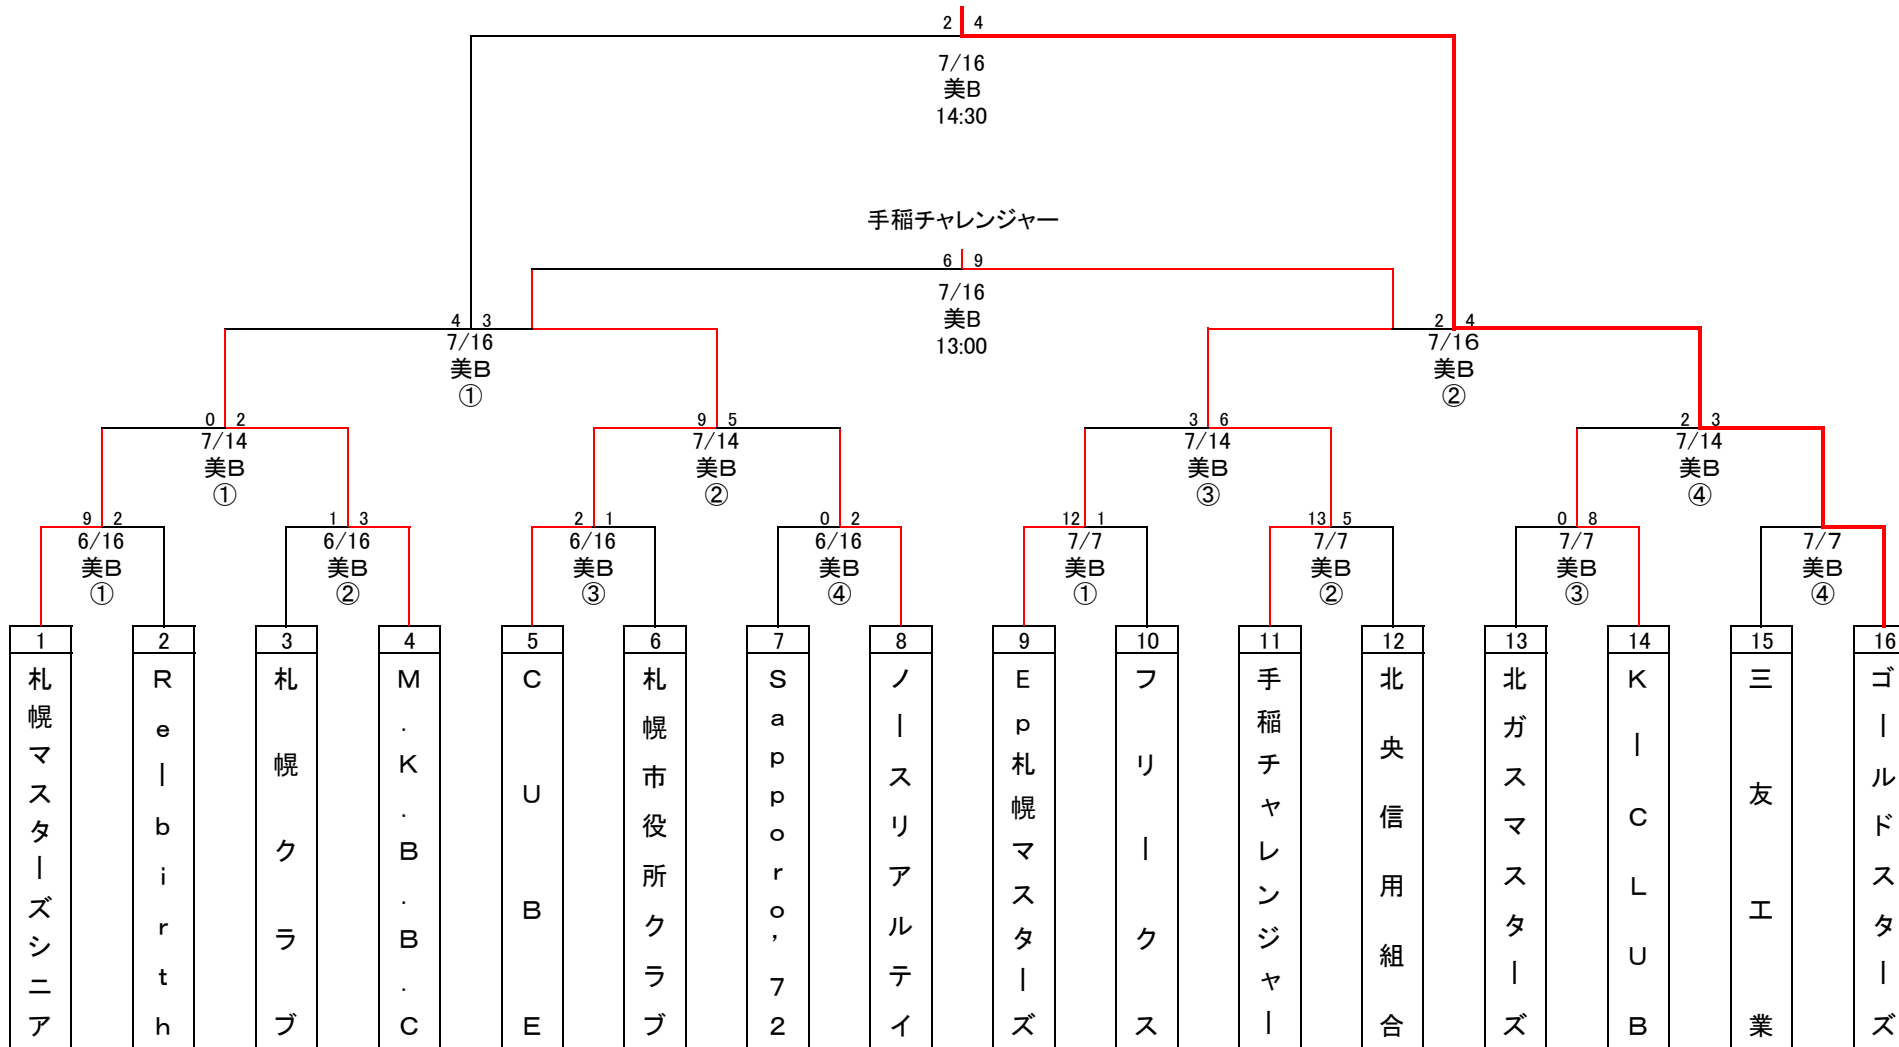 2 4
7/16
美B
14:30
手稲チャレンジャー
6 9
7/16
美B
13:00
4 3
7/16
美B
①
2 4
7/16
美B
②
0 2
7/14
美B
①
9 5
7/14
美B
②
3 6
7/14
美B
③
2 3
7/14
美B
④
9 2
6/16
美B
①
1 3
6/16
美B
②
2 1
6/16
美B
③
0 2
6/16
美B
④
12 1
7/7
美B
①
13 5
7/7
美B
②
0 8
7/7
美B
③
7/7
美B
④
1
札幌マスターズシニア
2
Relbirth
3
札幌クラブ
4
M.K.B.B.C
5
CUBE
6
札幌市役所クラブ
7
Sapporo’72
8
ノースリアルテイ
9
Ep札幌マスターズ
10
フリークス
11
手稲チャレンジャー
12
北央信用組合
13
北ガスマスターズ
14
K－CLUB
15
三友工業
16
ゴールドスターズ